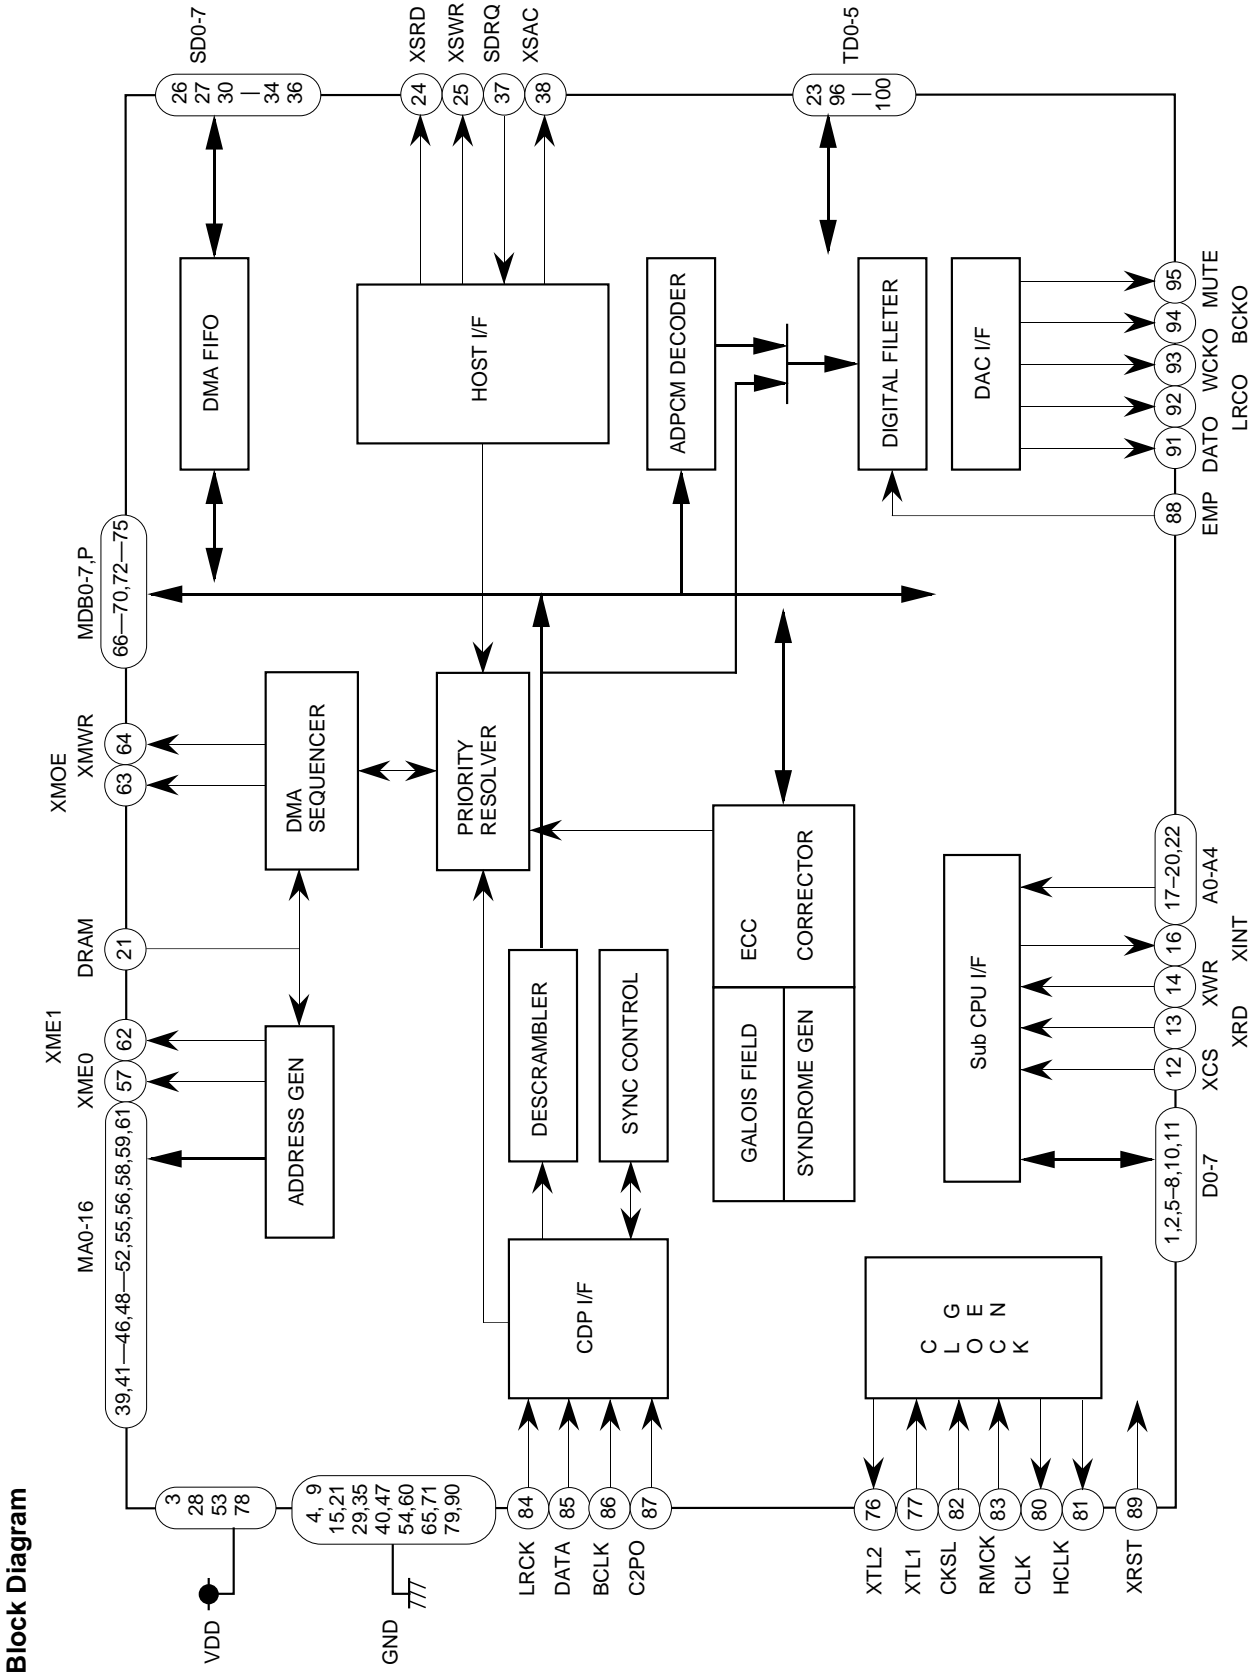 Block Diagram
VDD
3
28
53
78
GND
4, 9
15,21
29,35
40,47
54,60
65,71
79,90
LRCK
84
DATA
85
BCLK
86
C2PO
87
XTL2
76
XTL1
77
CKSL
82
RMCK
83
CLK
80
HCLK
81
XRST
89
MA0-16
39,41—46,48—52,55,56,58,59,61
XME0
57
XME1
62
DRAM
21
XMOE
63
XMWR
64
MDB0-7,P
66—70,72—75
ADDRESS GEN
DMA
SEQUENCER
DMA FIFO
PRIORITY
RESOLVER
HOST I/F
CDP I/F
DESCRAMBLER
SYNC CONTROL
ADPCM DECODER
GALOIS FIELD
SYNDROME GEN
ECC
CORRECTOR
DIGITAL FILETER
DAC I/F
CLOCK
GEN
Sub CPU I/F
SD0-7
26
27
30
—
34
36
XSRD
24
XSWR
25
SDRQ
37
XSAC
38
TD0-5
23
96
—
100
1,2,5–8,10,11
D0-7
12
XCS
13
XRD
14
XWR
16
XINT
17–20,22
A0-A4
88
EMP
91
DATO
92
LRCO
93
WCKO
94
BCKO
95
MUTE